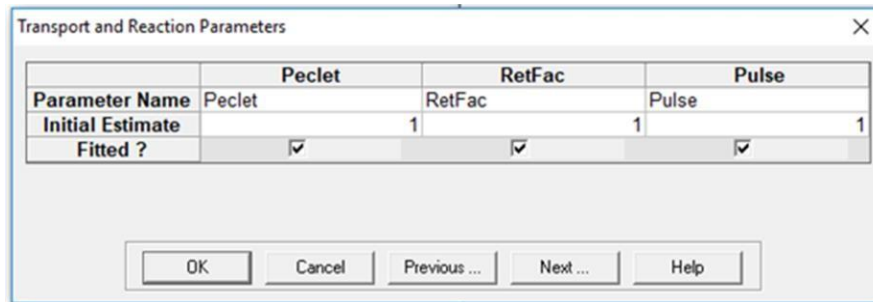 Transport and Reaction Parameters
Peclet RetFac Pulse
Parameter Name Peclet RetFac Pulse
Initial Estimate 1 1 1
Fitted ?
OK Cancel Previous ... Next ... Help